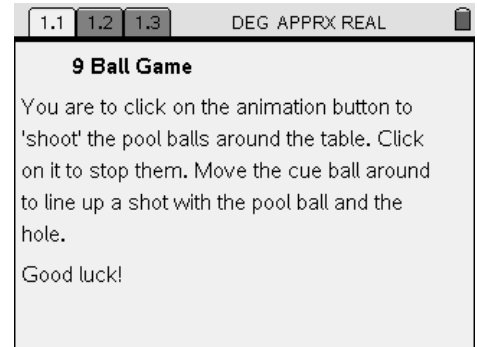 1.1 1.2 1.3 DEG APPRX REAL
9 Ball Game
You are to click on the animation button to
'shoot' the pool balls around the table. Click
on it to stop them. Move the cue ball around
to line up a shot with the pool ball and the
hole.
Good luck!